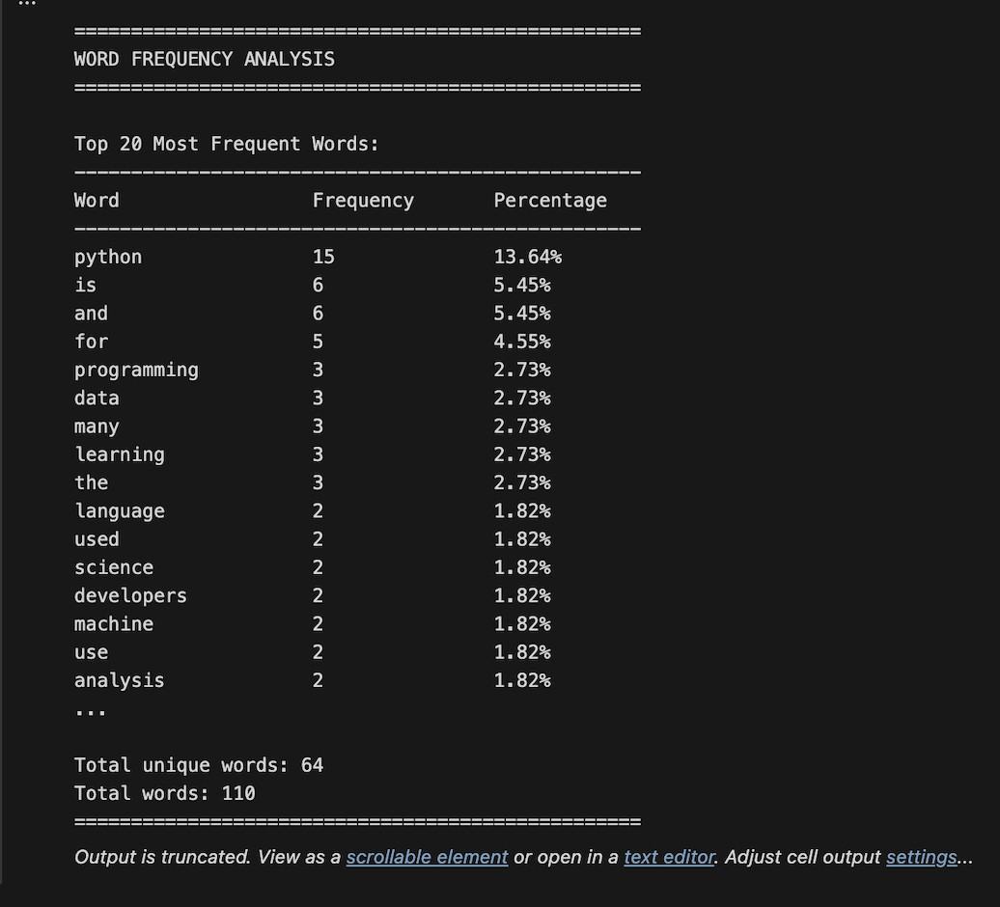 ...
==================================================
WORD FREQUENCY ANALYSIS
==================================================
Top 20 Most Frequent Words:
--------------------------------------------------
Word Frequency Percentage
--------------------------------------------------
python 15 13.64%
is 6 5.45%
and 6 5.45%
for 5 4.55%
programming 3 2.73%
data 3 2.73%
many 3 2.73%
learning 3 2.73%
the 3 2.73%
language 2 1.82%
used 2 1.82%
science 2 1.82%
developers 2 1.82%
machine 2 1.82%
use 2 1.82%
analysis 2 1.82%
...
Total unique words: 64
Total words: 110
==================================================
Output is truncated. View as a scrollable element or open in a text editor. Adjust cell output settings...